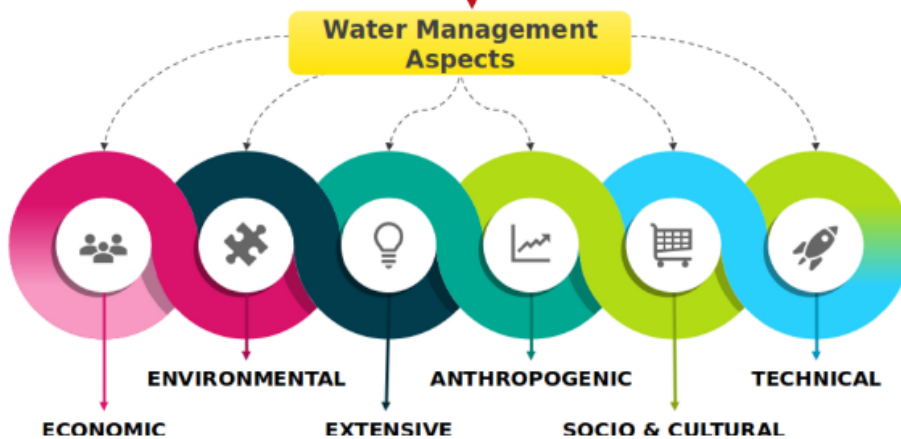 Water Management
Aspects
ENVIRONMENTAL
ANTHROPOGENIC
TECHNICAL
ECONOMIC
EXTENSIVE
SOCIO & CULTURAL